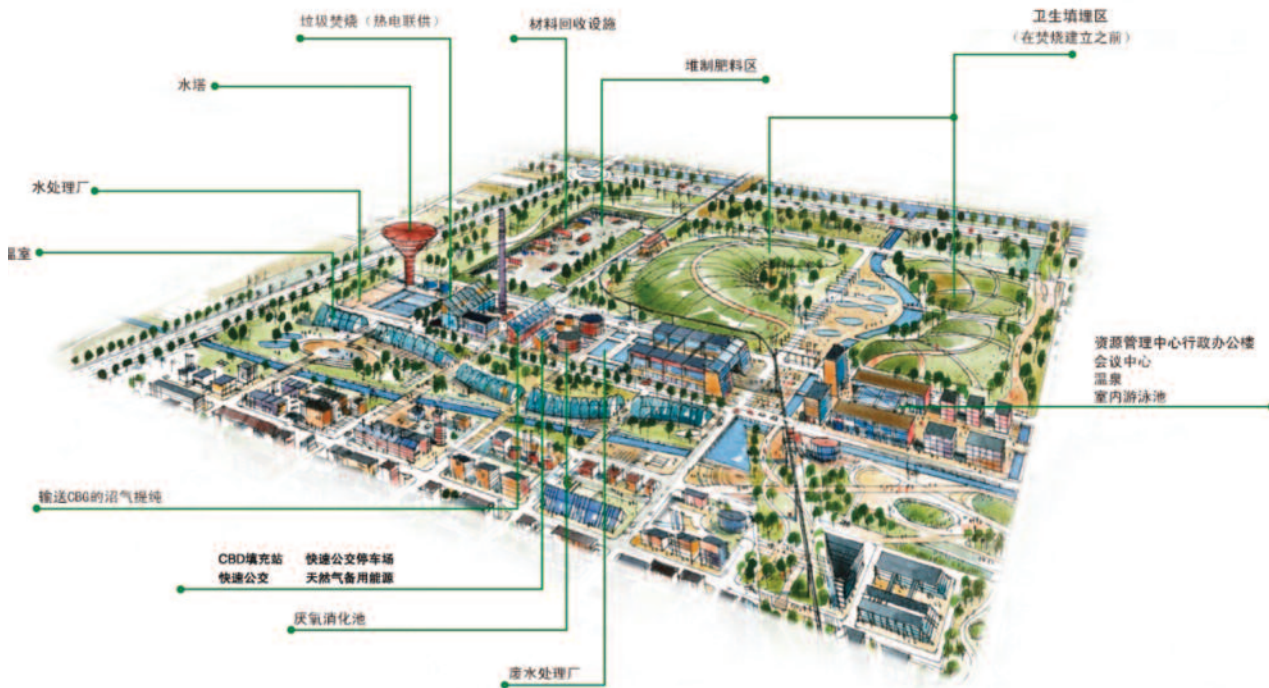 垃圾焚烧（热电联供）
材料回收设施
卫生填埋区
（在焚烧建立之前）
堆制肥料区
水塔
水处理厂
温室
资源管理中心行政办公楼
会议中心
温泉
室内游泳池
输送CBG的沼气提纯
CBD填充站 快速公交停车场
快速公交 天然气备用能源
厌氧消化池
废水处理厂